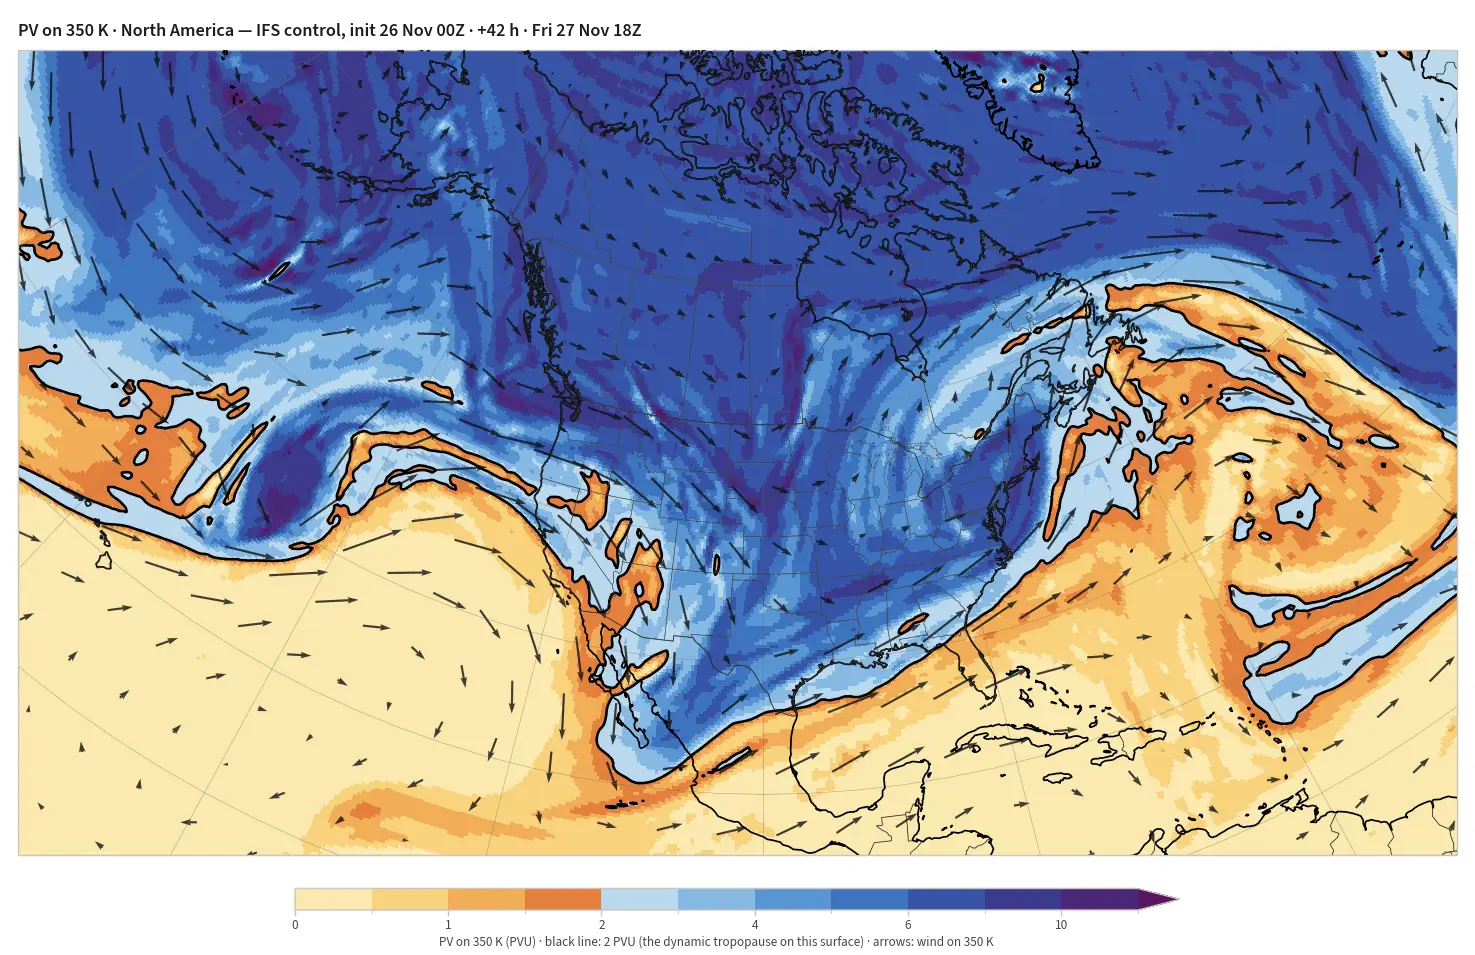 PV on 350 K · North America — IFS control, init 26 Nov 00Z · +42 h · Fri 27 Nov 18Z
0 1 2 4 6 10
PV on 350 K (PVU) · black line: 2 PVU (the dynamic tropopause on this surface) · arrows: wind on 350 K